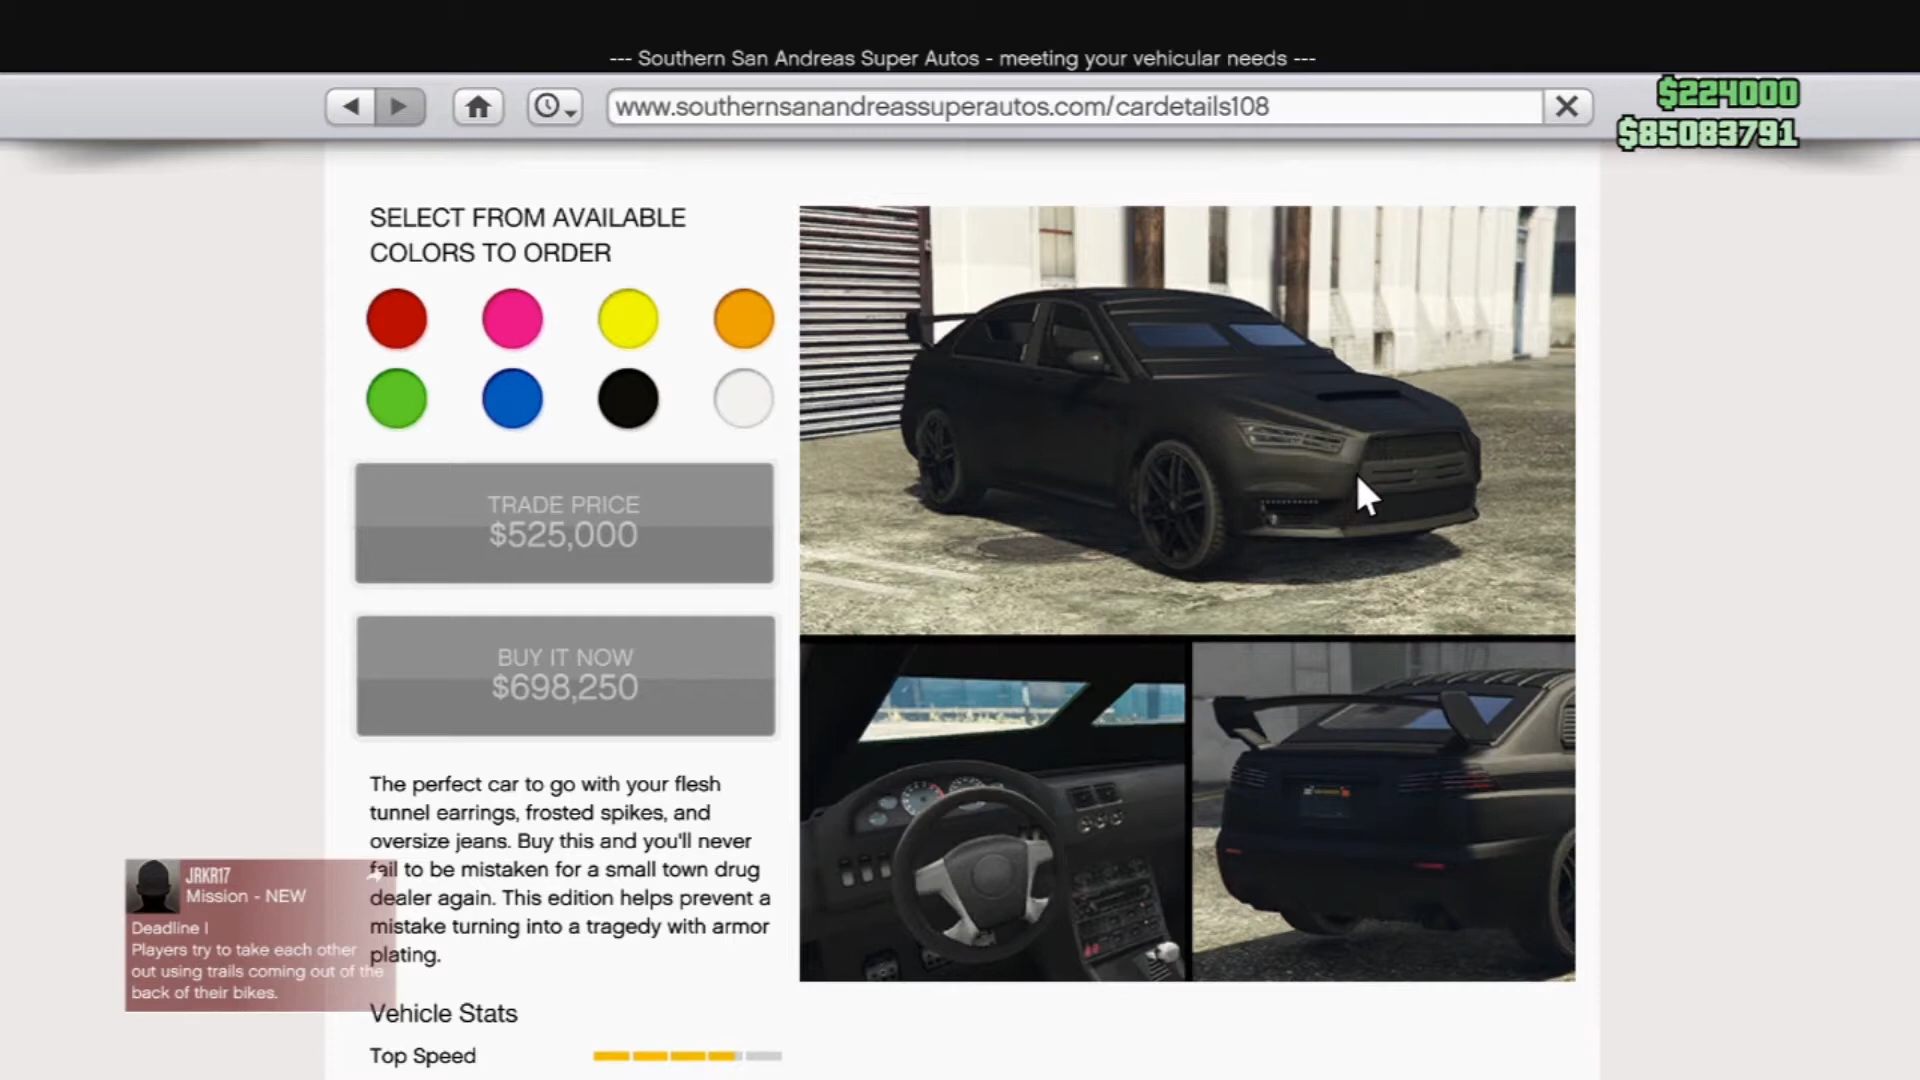 --- Southern San Andreas Super Autos - meeting your vehicular needs ---
www.southernsanandreassuperautos.com/cardetails108
$224000
$85083791
SELECT FROM AVAILABLE
COLORS TO ORDER
TRADE PRICE
$525,000
BUY IT NOW
$698,250
The perfect car to go with your flesh
tunnel earrings, frosted spikes, and
oversize jeans. Buy this and you'll never
fail to be mistaken for a small town drug
dealer again. This edition helps prevent a
mistake turning into a tragedy with armor
plating.
JRKR17
Mission - NEW
Deadline I
Players try to take each other
out using trails coming out of the
back of their bikes.
Vehicle Stats
Top Speed